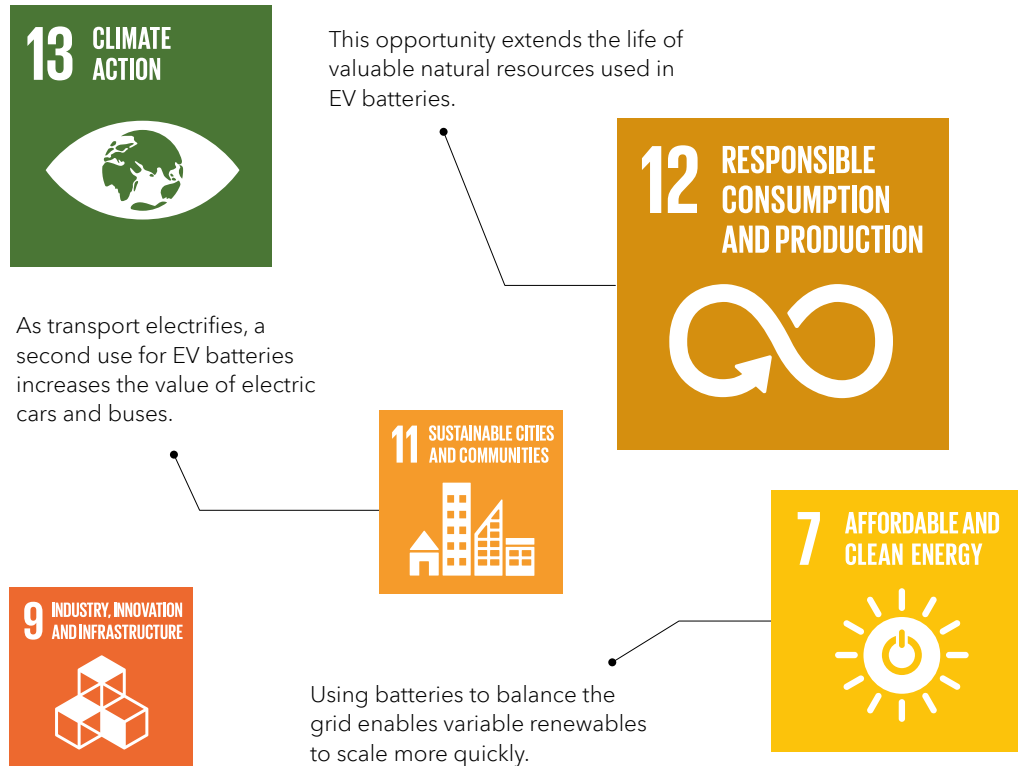 13 CLIMATE
ACTION
This opportunity extends the life of
valuable natural resources used in
EV batteries.
12 RESPONSIBLE
CONSUMPTION
AND PRODUCTION
As transport electrifies, a
second use for EV batteries
increases the value of electric
cars and buses.
11 SUSTAINABLE CITIES
AND COMMUNITIES
7 AFFORDABLE AND
CLEAN ENERGY
9 INDUSTRY, INNOVATION
AND INFRASTRUCTURE
Using batteries to balance the
grid enables variable renewables
to scale more quickly.